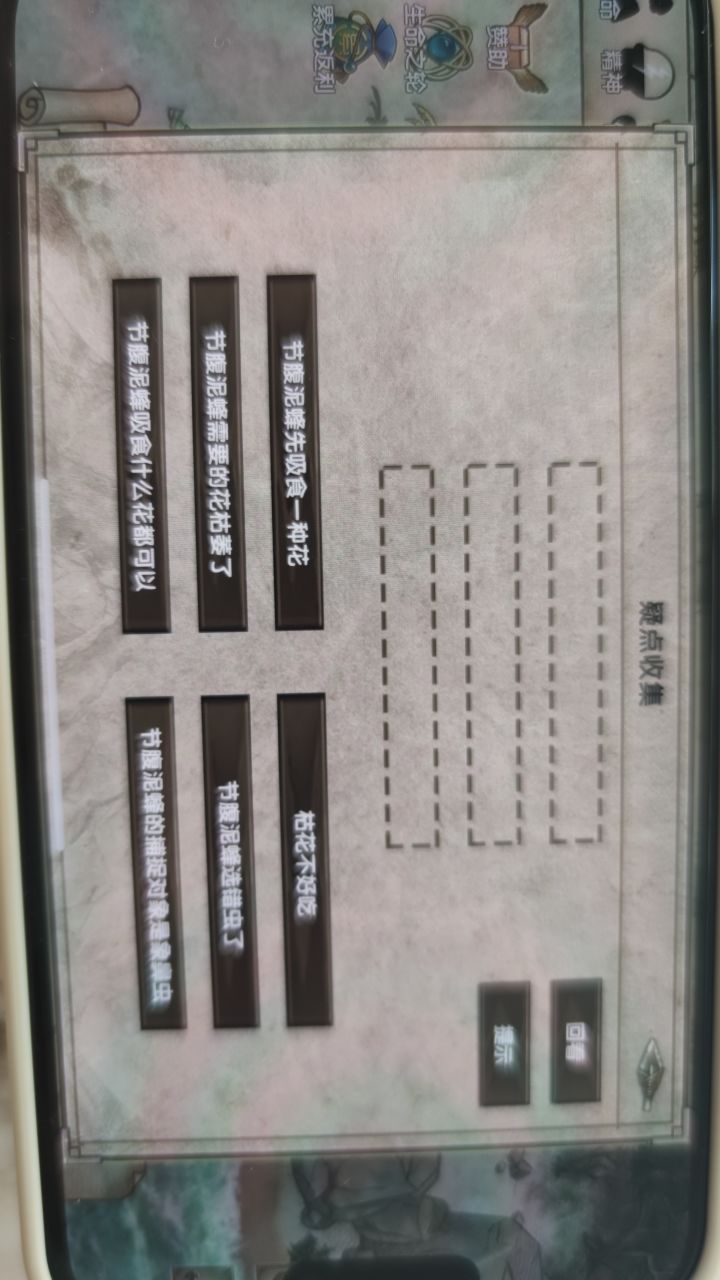 命
精神
赞助
生命之轮
累充返利
疑点收集
回看
提示
节腹泥蜂先吸食一种花
枯花不好吃
节腹泥蜂需要的花枯萎了
节腹泥蜂选错虫了
节腹泥蜂吸食什么花都可以
节腹泥蜂的捕捉对象是象鼻虫